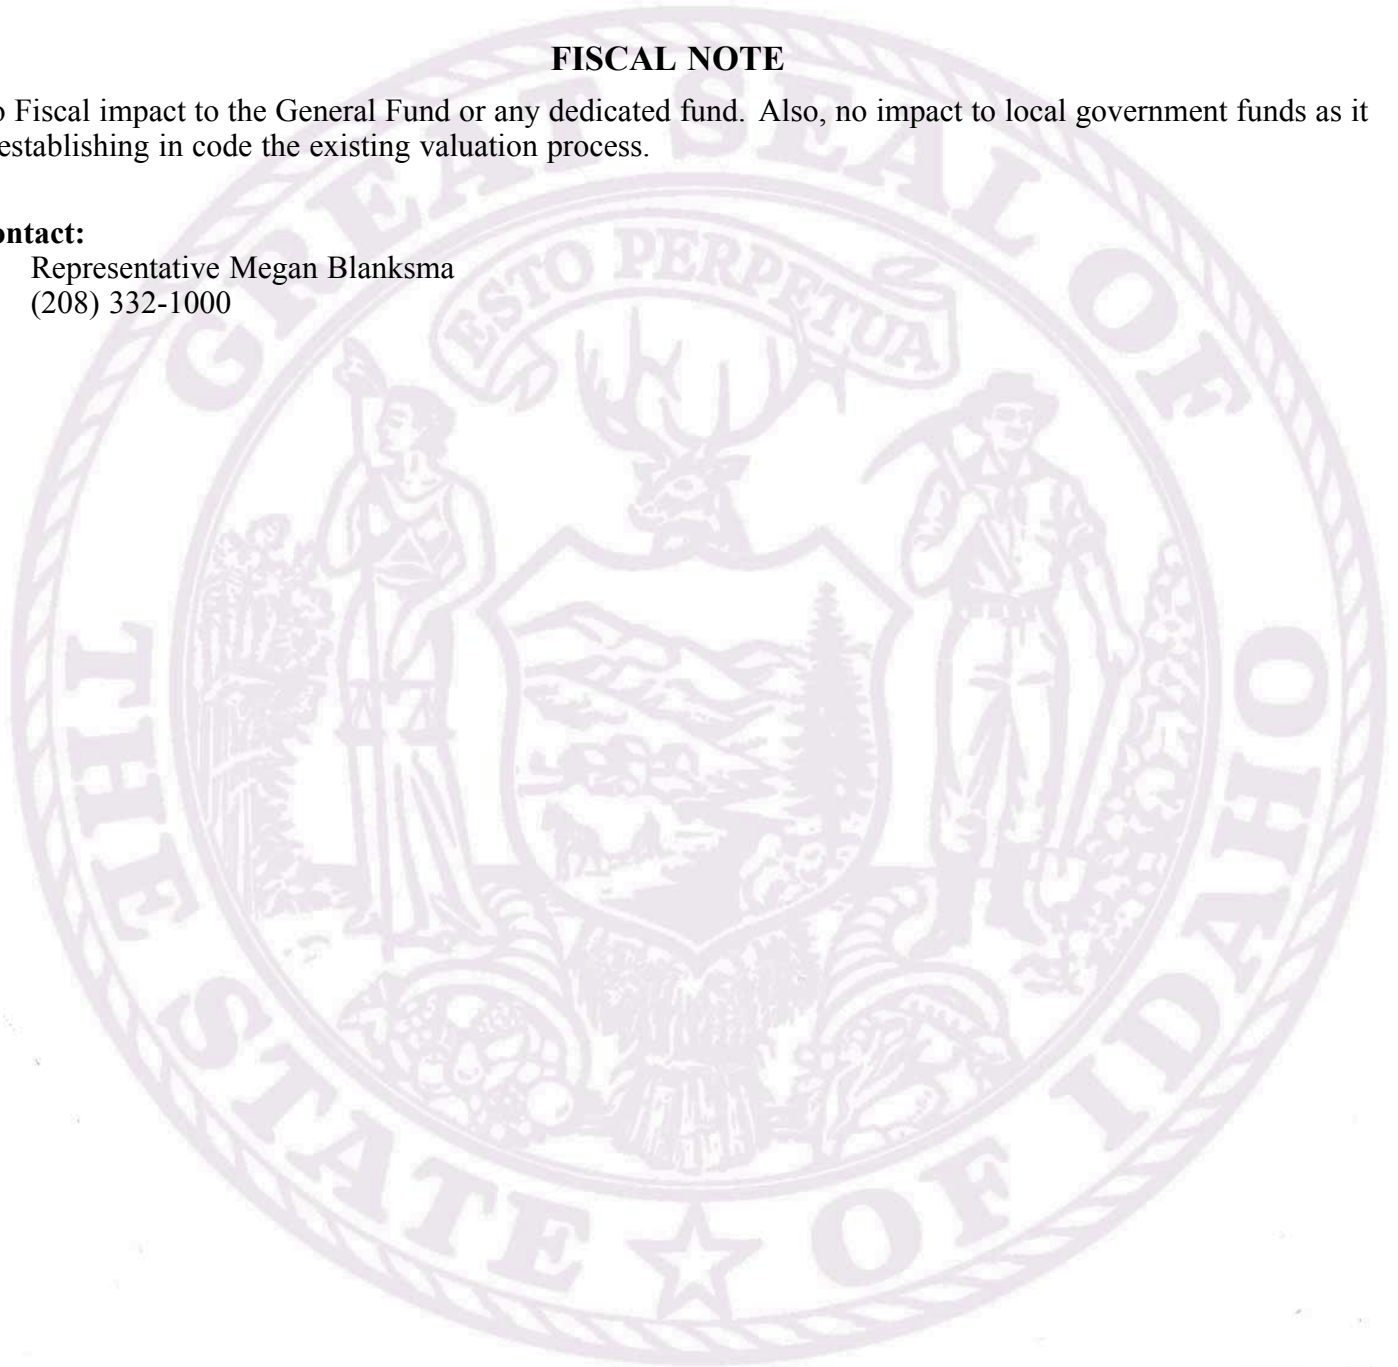 FISCAL NOTE
o Fiscal impact to the General Fund or any dedicated fund. Also, no impact to local government funds as it
establishing in code the existing valuation process.
ontact:
Representative Megan Blanksma
(208) 332-1000
GREAT SEAL OF
ESTO PERPETUA
THE STATE OF IDAHO